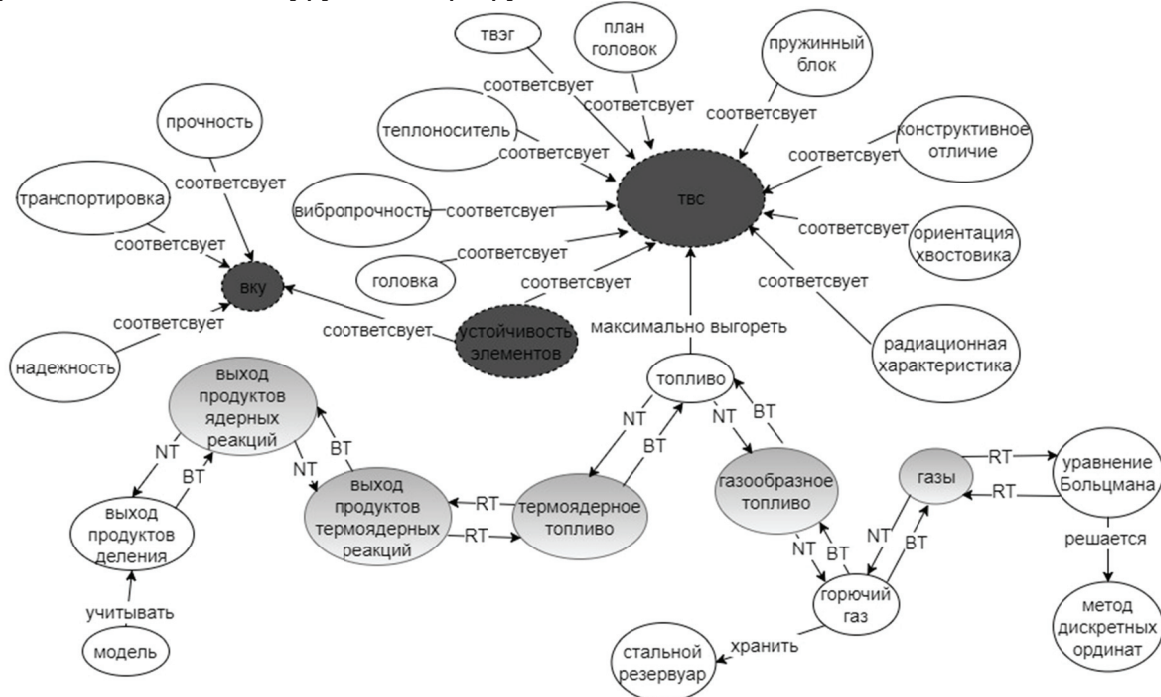 твэг
план
головок
пружинный
блок
соответсвует
соответсвует
соответсвует
прочность
теплоноситель
соответсвует
конструктивное
отличие
соответсвует
соответсвует
транспортировка
вибропрочность
соответсвует
твс
соответсвует
ориентация
хвостовика
соответсвует
соответсвует
головка
вку
соответсвует
соответсвует
соответсвует
соответсвует
устойчивость
элементов
максимально выгореть
надежность
радиационная
характеристика
выход
продуктов
ядерных
реакций
топливо
NT
BT
NT
BT
NT
BT
NT
BT
выход
продуктов
термоядерных
реакций
RT
RT
термоядерное
топливо
газообразное
топливо
газы
RT
RT
уравнение
Больцмана
выход
продуктов
деления
NT
BT
NT
BT
решается
учитывать
модель
горючий
газ
хранить
стальной
резервуар
метод
дискретных
ординат